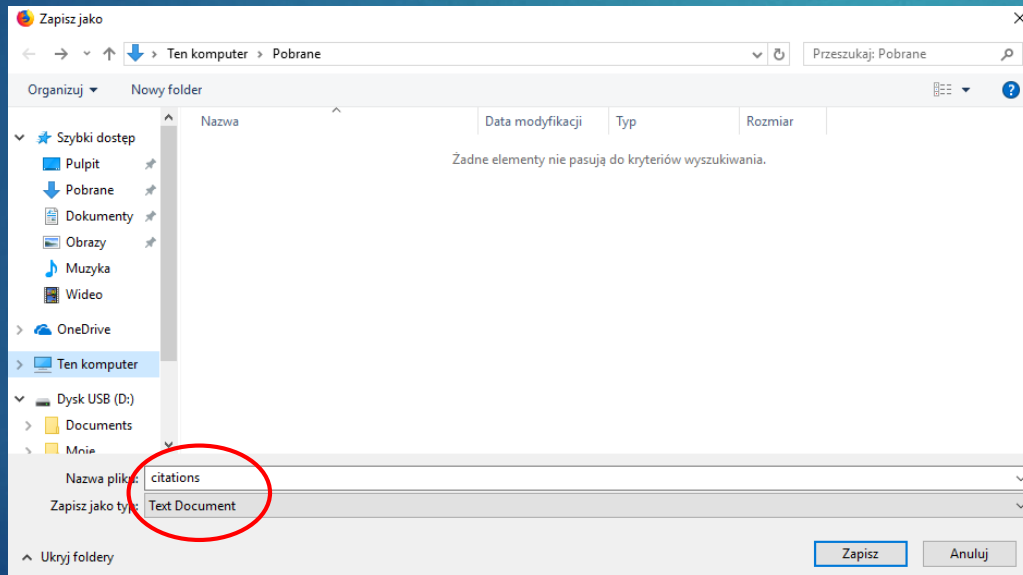 Zapisz jako
Ten komputer > Pobrane
Przeszukaj: Pobrane
Organizuj
Nowy folder
Nazwa
Data modyfikacji
Typ
Rozmiar
Żadne elementy nie pasują do kryteriów wyszukiwania.
Szybki dostęp
Pulpit
Pobrane
Dokumenty
Obrazy
Muzyka
Wideo
OneDrive
Ten komputer
Dysk USB (D:)
Documents
Moje
Nazwa pliku: citations
Zapisz jako typ: Text Document
Ukryj foldery
Zapisz
Anuluj